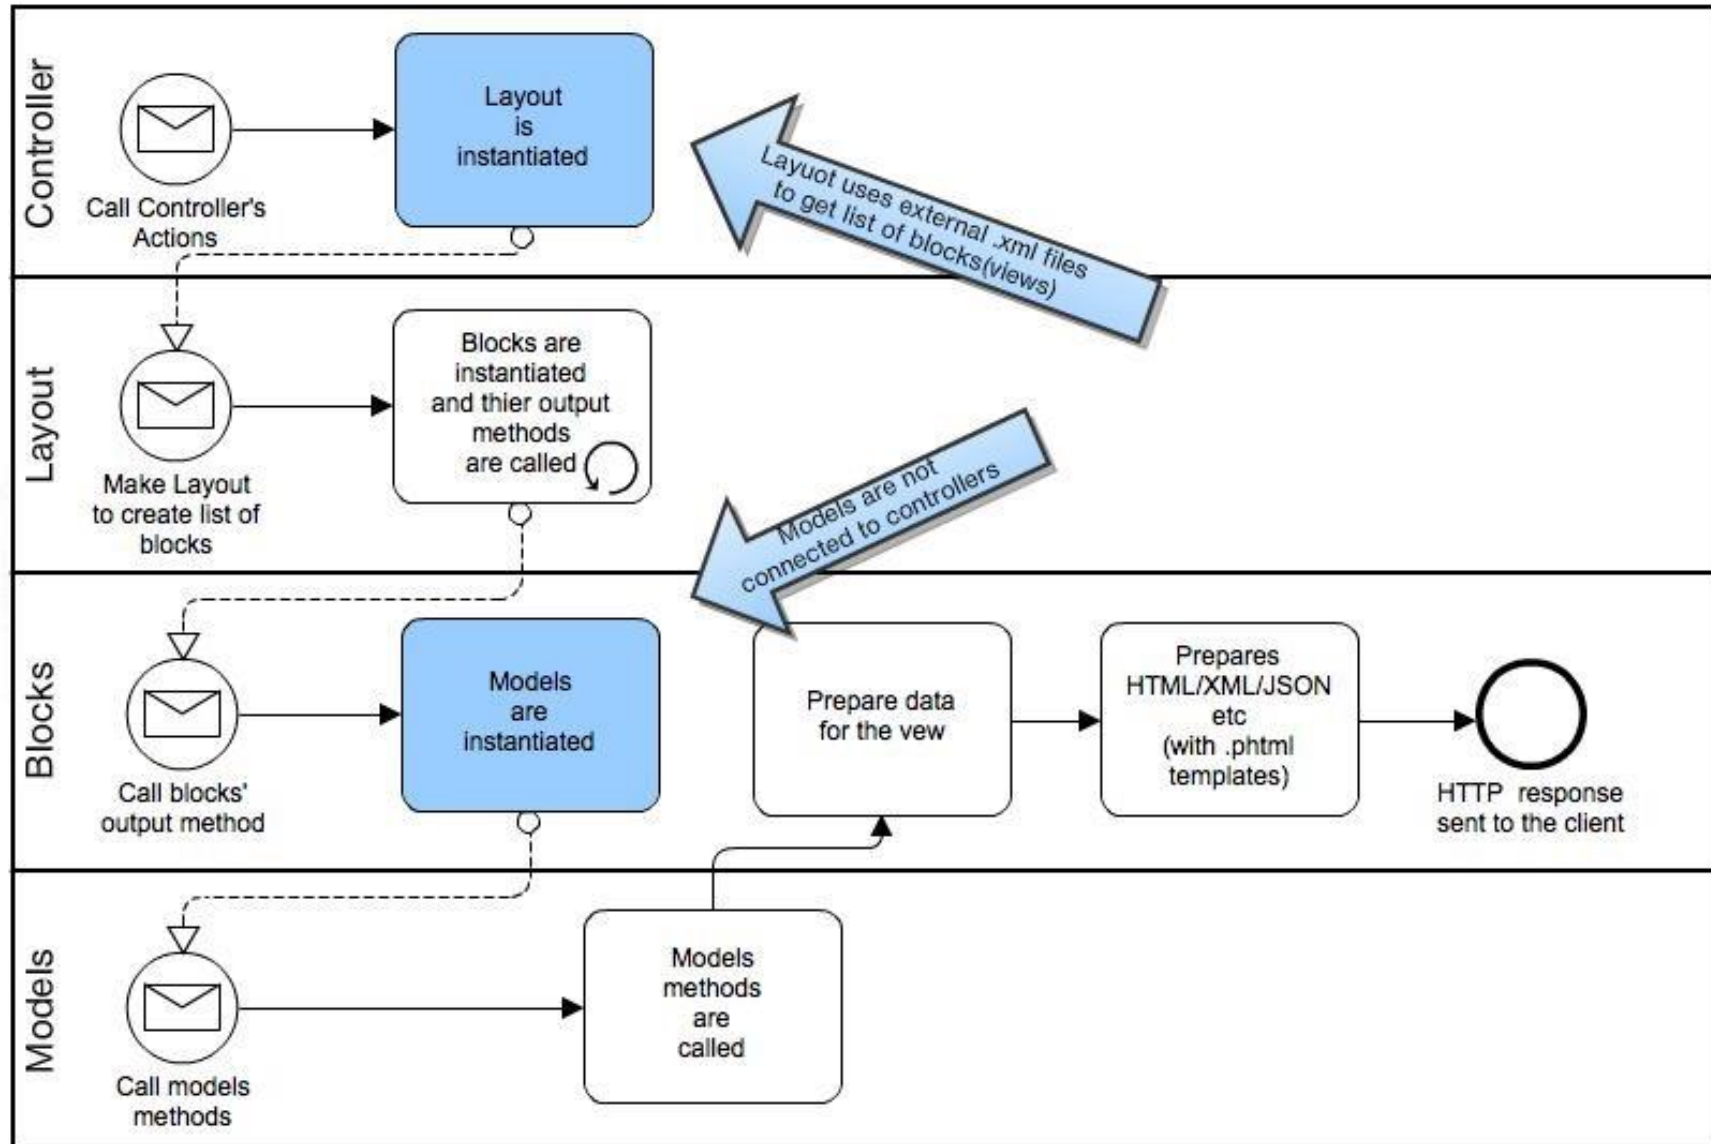 Controller
Call Controller's
Actions
Layout
is
instantiated
Layuot uses external .xml files
to get list of blocks(views)
Layout
Make Layout
to create list of
blocks
Blocks are
instantiated
and thier output
methods
are called
Models are not
connected to controllers
Blocks
Call blocks'
output method
Models
are
instantiated
Prepare data
for the vew
Prepares
HTML/XML/JSON
etc
(with .phtml
templates)
HTTP response
sent to the client
Models
Call models
methods
Models
methods
are
called